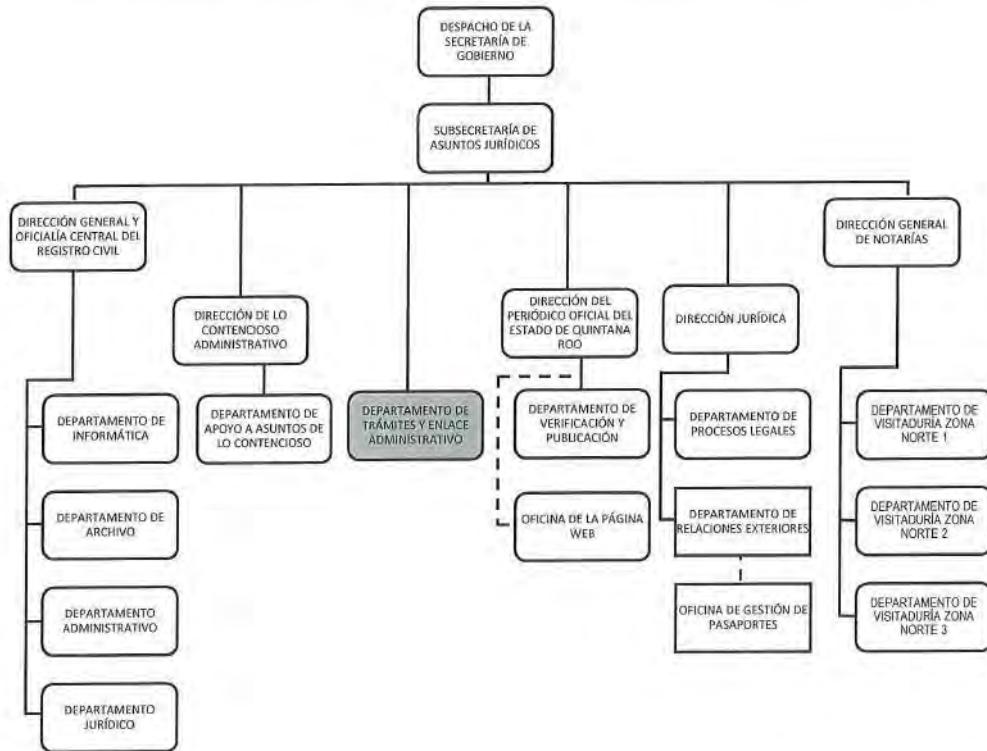 DESPACHO DE LA
SECRETARÍA DE
GOBIERNO
SUBSECRETARÍA DE
ASUNTOS JURÍDICOS
DIRECCIÓN GENERAL Y
OFICIALÍA CENTRAL DEL
REGISTRO CIVIL
DIRECCIÓN GENERAL
DE NOTARÍAS
DIRECCIÓN DE LO
CONTENCIOSO
ADMINISTRATIVO
DIRECCIÓN DEL
PERIÓDICO OFICIAL DEL
ESTADO DE QUINTANA
ROO
DIRECCIÓN JURÍDICA
DEPARTAMENTO DE
INFORMÁTICA
DEPARTAMENTO DE
APOYO A ASUNTOS DE
LO CONTENCIOSO
DEPARTAMENTO DE
TRÁMITES Y ENLACE
ADMINISTRATIVO
DEPARTAMENTO DE
VERIFICACIÓN Y
PUBLICACIÓN
DEPARTAMENTO DE
PROCESOS LEGALES
DEPARTAMENTO DE
VISITADURÍA ZONA
NORTE 1
DEPARTAMENTO DE
ARCHIVO
OFICINA DE LA PÁGINA
WEB
DEPARTAMENTO DE
RELACIONES EXTERIORES
DEPARTAMENTO DE
VISITADURÍA ZONA
NORTE 2
DEPARTAMENTO
ADMINISTRATIVO
OFICINA DE GESTIÓN DE
PASAPORTES
DEPARTAMENTO DE
VISITADURÍA ZONA
NORTE 3
DEPARTAMENTO
JURÍDICO